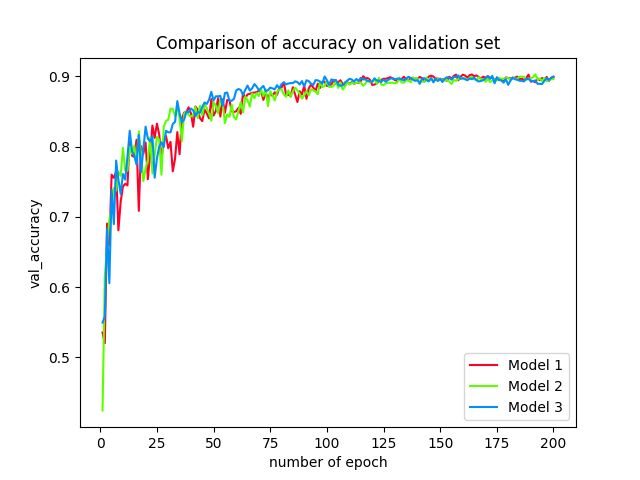 Comparison of accuracy on validation set
val_accuracy
0.9
0.8
0.7
0.6
0.5
0 25 50 75 100 125 150 175 200
number of epoch
Model 1
Model 2
Model 3